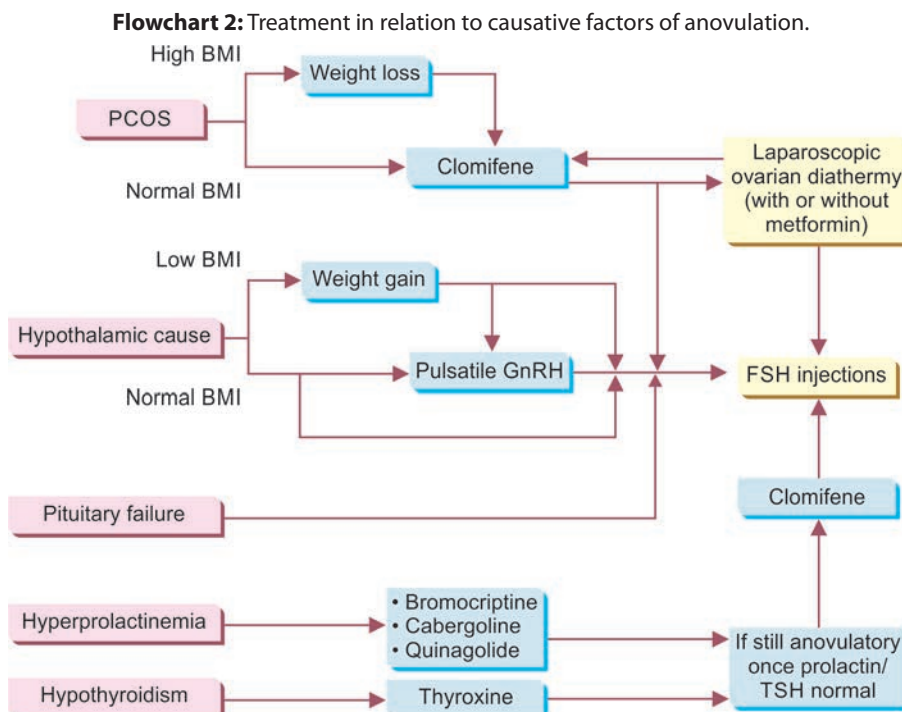 Flowchart 2: Treatment in relation to causative factors of anovulation.
High BMI
Weight loss
PCOS
Clomifene
Normal BMI
Laparoscopic
ovarian diathermy
(with or without
metformin)
Low BMI
Weight gain
Hypothalamic cause
Pulsatile GnRH
FSH injections
Normal BMI
Clomifene
Pituitary failure
Hyperprolactinemia
• Bromocriptine
• Cabergoline
• Quinagolide
If still anovulatory
once prolactin/
TSH normal
Hypothyroidism
Thyroxine